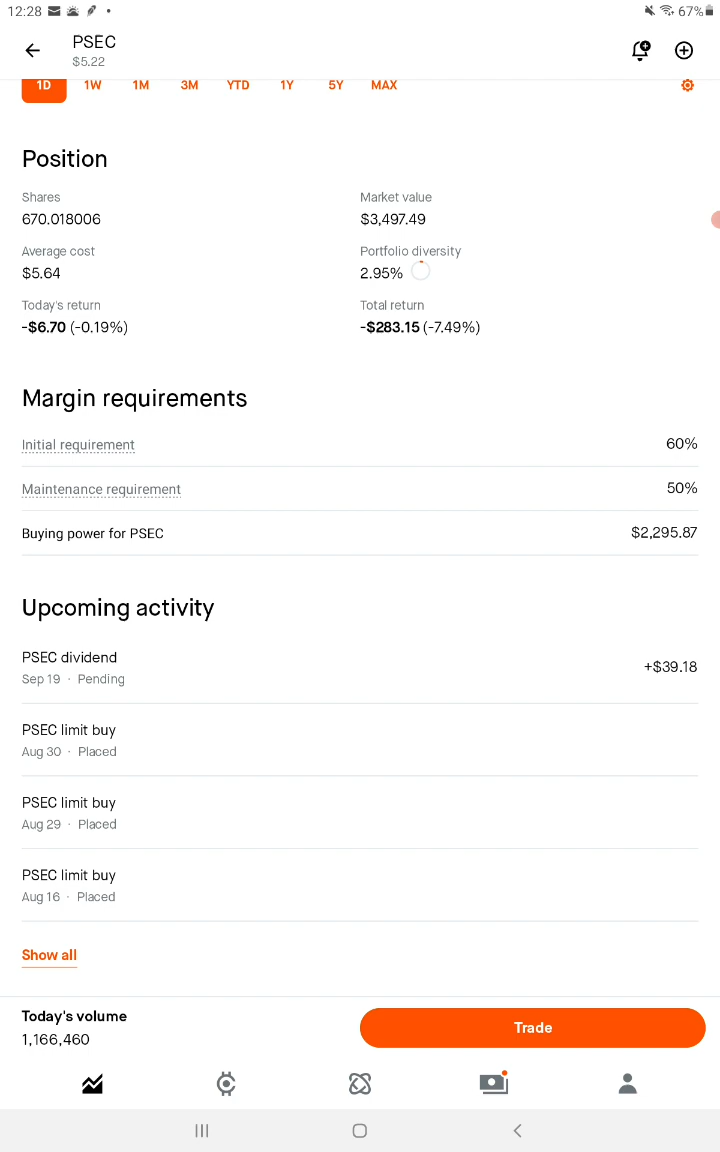 12:28
67%
PSEC
$5.22
1D 1W 1M 3M YTD 1Y 5Y MAX
Position
Shares
670.018006
Market value
$3,497.49
Average cost
$5.64
Portfolio diversity
2.95%
Today's return
-$6.70 (-0.19%)
Total return
-$283.15 (-7.49%)
Margin requirements
Initial requirement 60%
Maintenance requirement 50%
Buying power for PSEC $2,295.87
Upcoming activity
PSEC dividend
Sep 19 · Pending
+$39.18
PSEC limit buy
Aug 30 · Placed
PSEC limit buy
Aug 29 · Placed
PSEC limit buy
Aug 16 · Placed
Show all
Today's volume
1,166,460
Trade